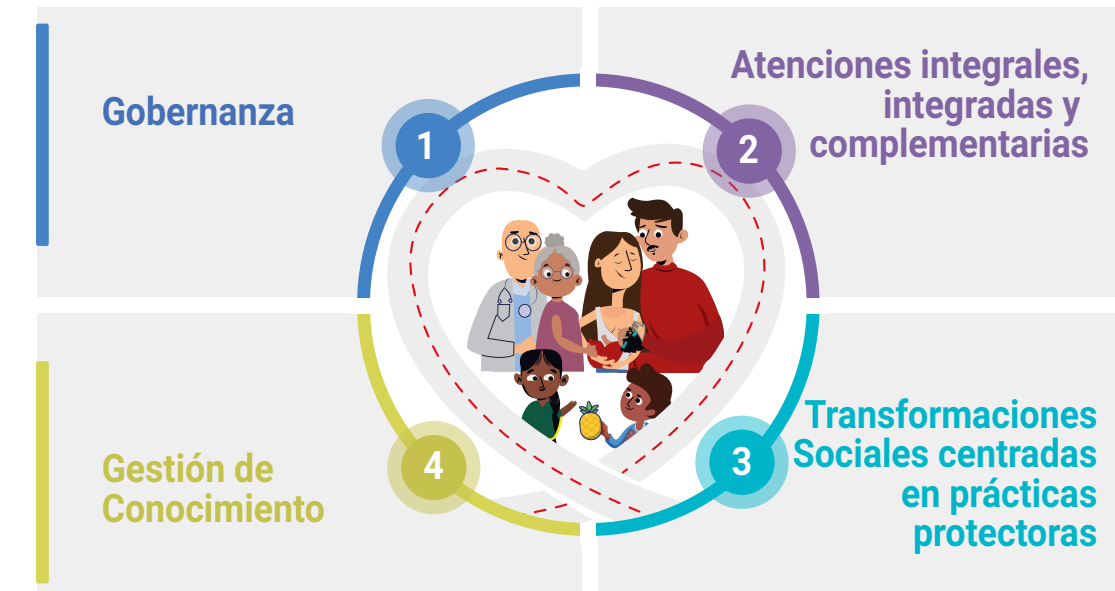 Gobernanza
1
Atenciones integrales,
integradas y
complementarias
2
Transformaciones
Sociales centradas
en prácticas
protectoras
3
Gestión de
Conocimiento
4